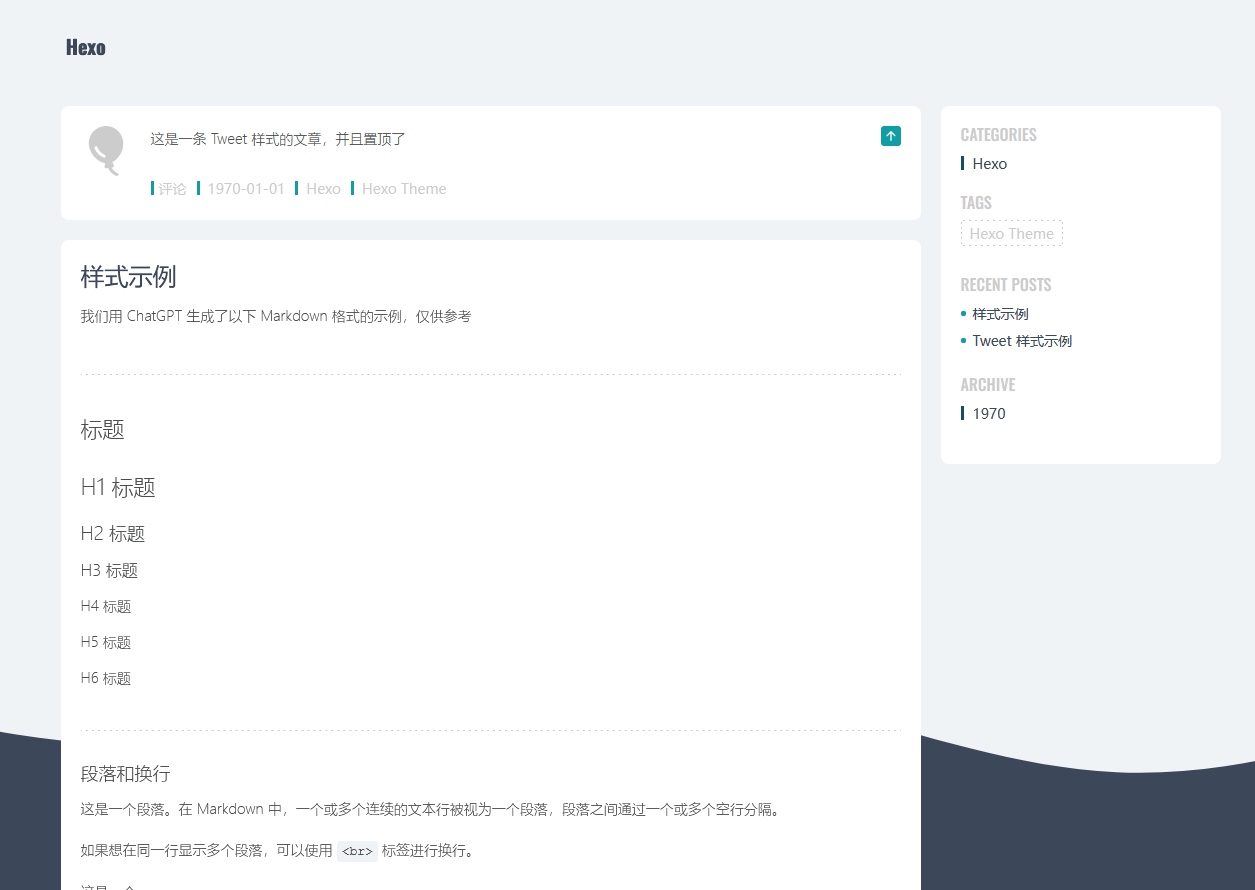 Hexo
这是一条 Tweet 样式的文章，并且置顶了
评论 1970-01-01 Hexo Hexo Theme
样式示例
我们用 ChatGPT 生成了以下 Markdown 格式的示例，仅供参考
标题
H1 标题
H2 标题
H3 标题
H4 标题
H5 标题
H6 标题
段落和换行
这是一个段落。在 Markdown 中，一个或多个连续的文本行被视为一个段落，段落之间通过一个或多个空行分隔。
如果想在同一行显示多个段落，可以使用 <br> 标签进行换行。
CATEGORIES
Hexo
TAGS
Hexo Theme
RECENT POSTS
样式示例
Tweet 样式示例
ARCHIVE
1970